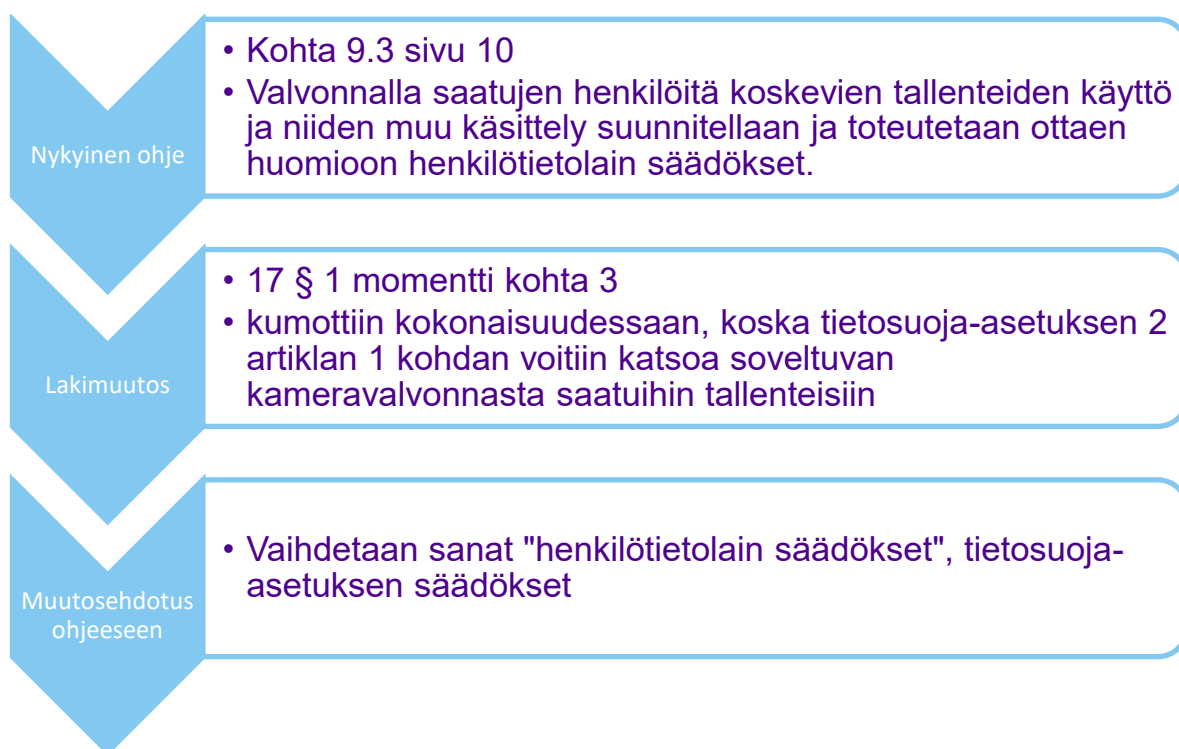 Nykyinen ohje
• Kohta 9.3 sivu 10
• Valvonnalla saatujen henkilöitä koskevien tallenteiden käyttö
ja niiden muu käsittely suunnitellaan ja toteutetaan ottaen
huomioon henkilötietolain säädökset.
Lakimuutos
• 17 § 1 momentti kohta 3
• kumottiin kokonaisuudessaan, koska tietosuoja-asetuksen 2
artiklan 1 kohdan voitiin katsoa soveltuvan
kameravalvonnasta saatuihin tallenteisiin
Muutosehdotus
ohjeeseen
• Vaihdetaan sanat "henkilötietolain säädökset", tietosuoja-
asetuksen säädökset